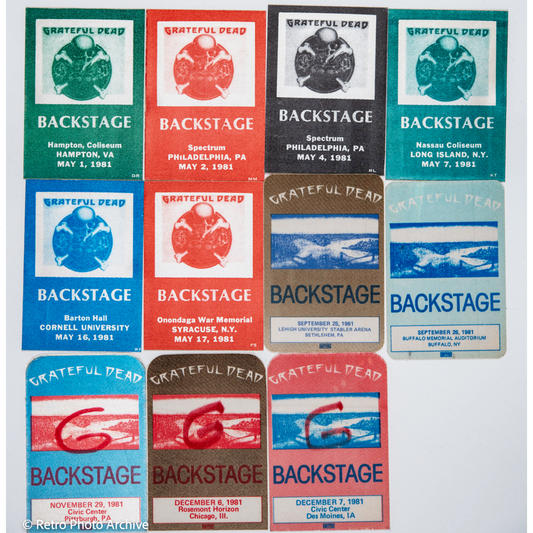 GRATEFUL DEAD
BACKSTAGE
Hampton, Coliseum
HAMPTON, VA
MAY 1, 1981
GRATEFUL DEAD
BACKSTAGE
Spectrum
PHILADELPHIA, PA
MAY 2, 1981
GRATEFUL DEAD
BACKSTAGE
Spectrum
PHILADELPHIA, PA
MAY 4, 1981
GRATEFUL DEAD
BACKSTAGE
Nassau Coliseum
LONG ISLAND, N.Y.
MAY 7, 1981
GRATEFUL DEAD
BACKSTAGE
Barton Hall
CORNELL UNIVERSITY
MAY 16, 1981
GRATEFUL DEAD
BACKSTAGE
Onondaga War Memorial
SYRACUSE, N.Y.
MAY 17, 1981
GRATEFUL DEAD
BACKSTAGE
SEPTEMBER 25, 1981
LEHIGH UNIVERSITY STABLER ARENA
BETHLEHEM, PA
GRATEFUL DEAD
BACKSTAGE
SEPTEMBER 26, 1981
BUFFALO MEMORIAL AUDITORIUM
BUFFALO, NY
GRATEFUL DEAD
G
BACKSTAGE
NOVEMBER 29, 1981
Civic Center
GRATEFUL DEAD
G
BACKSTAGE
DECEMBER 6, 1981
Rosemont Horizon
Chicago, Ill.
GRATEFUL DEAD
G
BACKSTAGE
DECEMBER 7, 1981
Civic Center
Des Moines, IA
© Retro Photo Archive